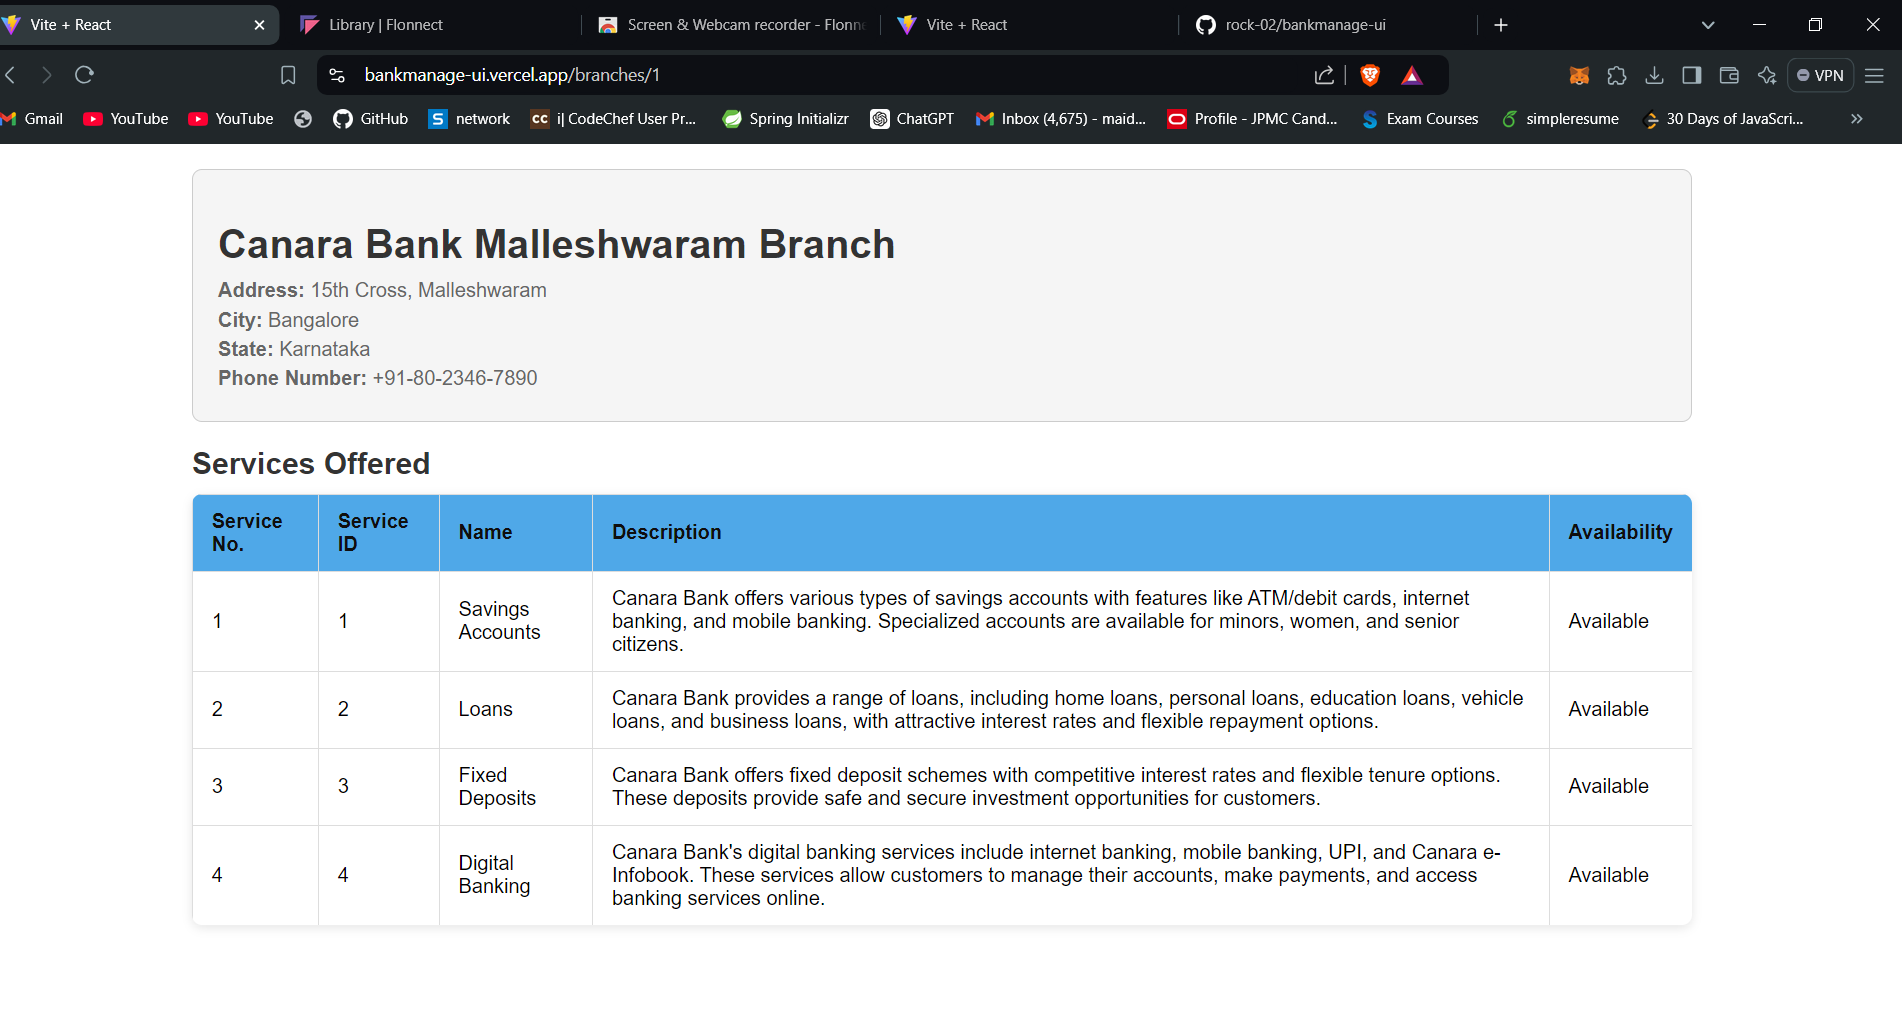 Vite + React
Library | Flonnect
Screen & Webcam recorder - Flonne
Vite + React
rock-02/bankmanage-ui
bankmanage-ui.vercel.app/branches/1
VPN
Gmail
YouTube
YouTube
GitHub
S network
cc i| CodeChef User Pr...
Spring Initializr
ChatGPT
Inbox (4,675) - maid...
Profile - JPMC Cand...
Exam Courses
simpleresume
30 Days of JavaScri...
Canara Bank Malleshwaram Branch
Address: 15th Cross, Malleshwaram
City: Bangalore
State: Karnataka
Phone Number: +91-80-2346-7890
Services Offered
Service No.
Service ID
Name
Description
Availability
1
1
Savings
Accounts
Canara Bank offers various types of savings accounts with features like ATM/debit cards, internet
banking, and mobile banking. Specialized accounts are available for minors, women, and senior
citizens.
Available
2
2
Loans
Canara Bank provides a range of loans, including home loans, personal loans, education loans, vehicle
loans, and business loans, with attractive interest rates and flexible repayment options.
Available
3
3
Fixed
Deposits
Canara Bank offers fixed deposit schemes with competitive interest rates and flexible tenure options.
These deposits provide safe and secure investment opportunities for customers.
Available
4
4
Digital
Banking
Canara Bank's digital banking services include internet banking, mobile banking, UPI, and Canara e-
Infobook. These services allow customers to manage their accounts, make payments, and access
banking services online.
Available